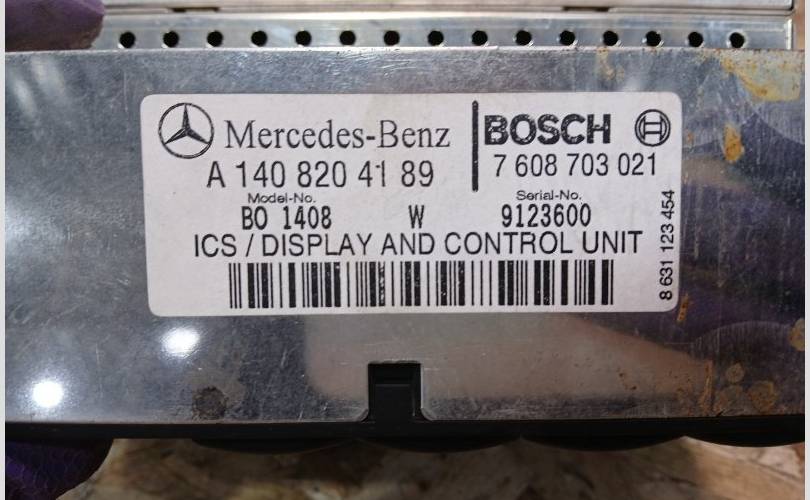 Mercedes-Benz
A 140 820 41 89
BOSCH
7 608 703 021
Model-No.
BO 1408 W
Serial-No.
9123600
ICS / DISPLAY AND CONTROL UNIT
8 631 123 454